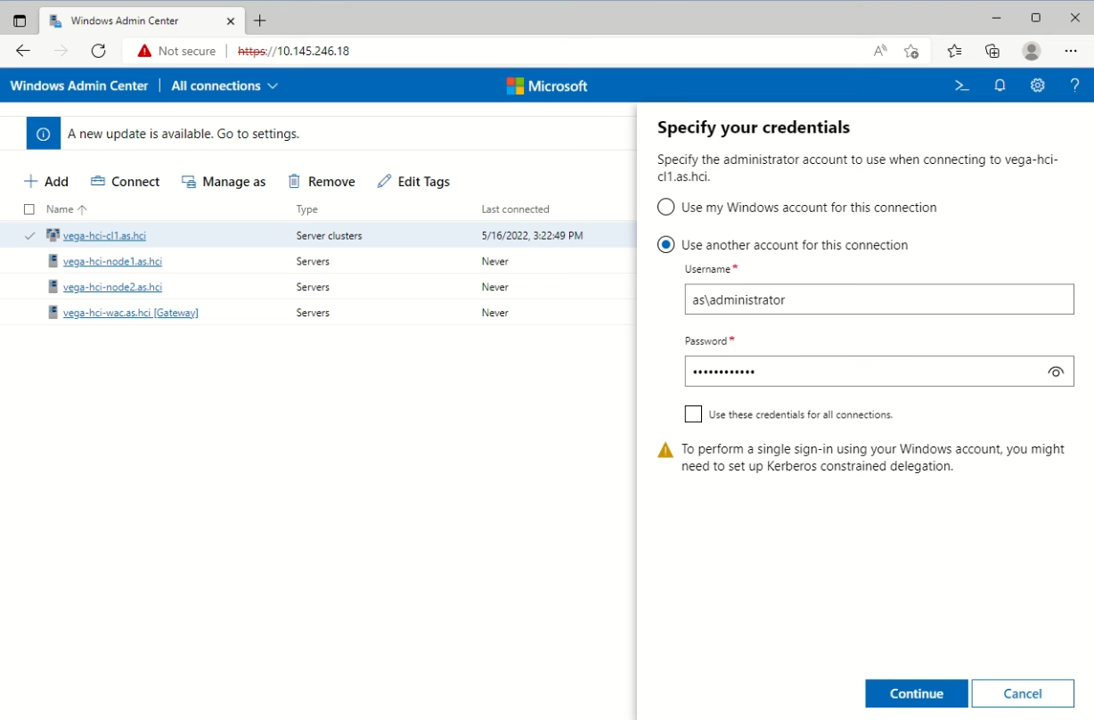 Windows Admin Center
Not secure | https://10.145.246.18
Windows Admin Center | All connections
Microsoft
?
A new update is available. Go to settings.
Add Connect Manage as Remove Edit Tags
Name Type Last connected
vega-hci-cl1.as.hci Server clusters 5/16/2022, 3:22:49 PM
vega-hci-node1.as.hci Servers Never
vega-hci-node2.as.hci Servers Never
vega-hci-wac.as.hci [Gateway] Servers Never
Specify your credentials
Specify the administrator account to use when connecting to vega-hci-
cl1.as.hci.
Use my Windows account for this connection
Use another account for this connection
Username*
as\administrator
Password*
••••••••••••
Use these credentials for all connections.
To perform a single sign-in using your Windows account, you might
need to set up Kerberos constrained delegation.
Continue Cancel